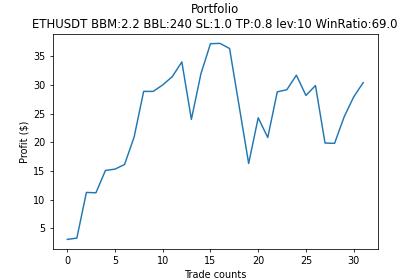 Portfolio
ETHUSDT BBM:2.2 BBL:240 SL:1.0 TP:0.8 lev:10 WinRatio:69.0
35
30
25
20
15
10
5
Profit ($)
0 5 10 15 20 25 30
Trade counts